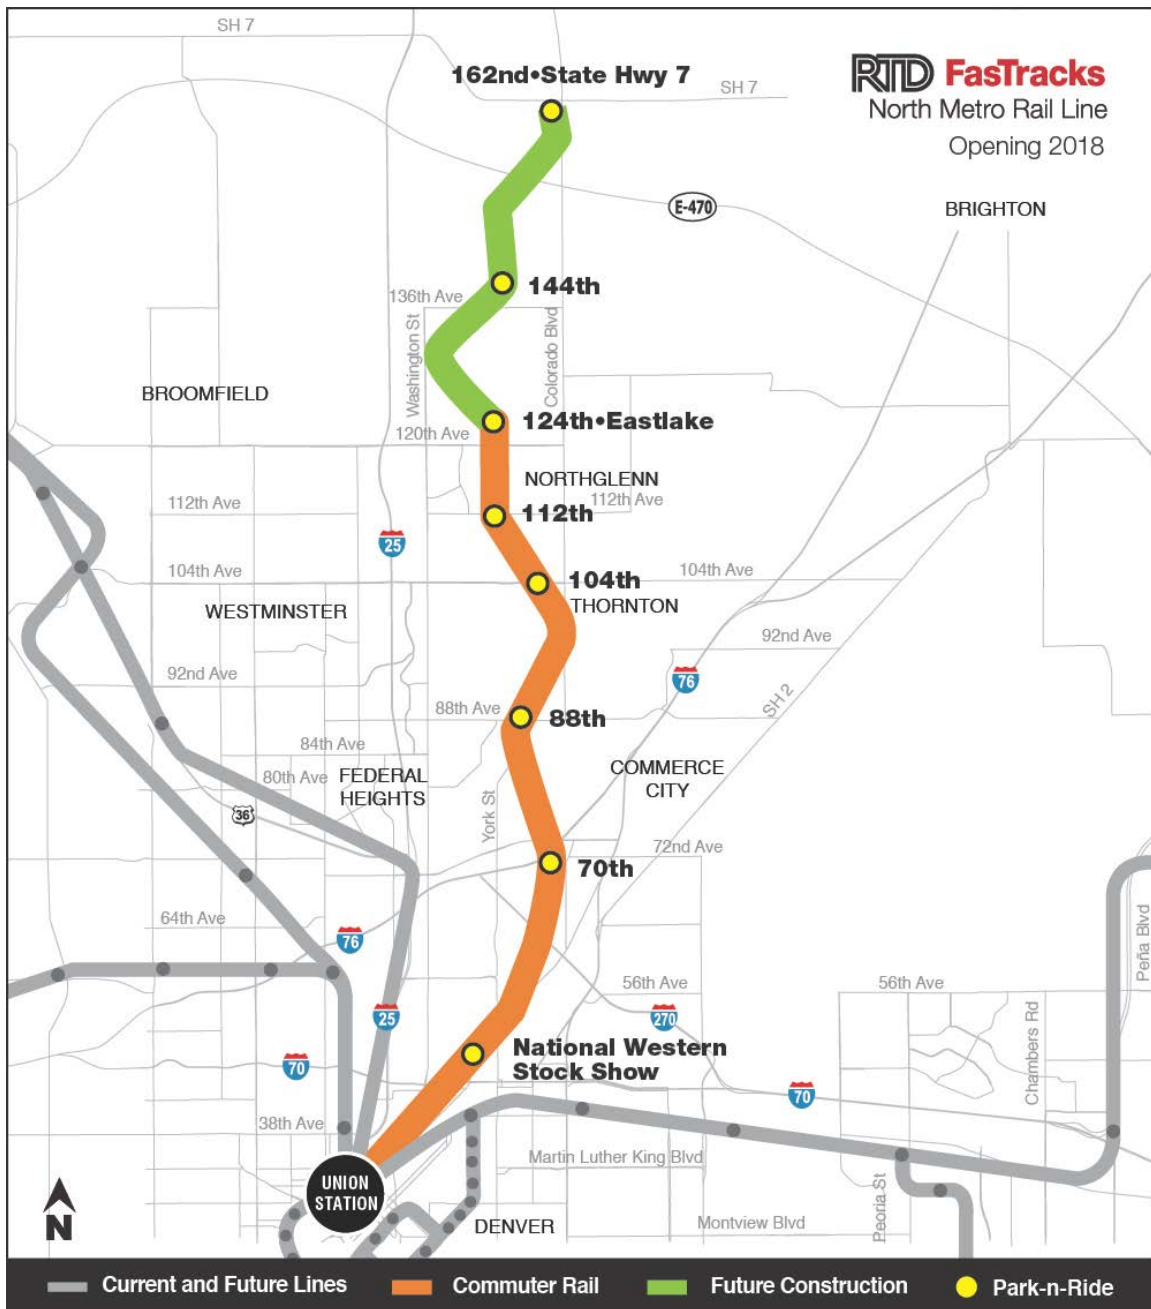 SH 7
162nd•State Hwy 7
SH 7
RTD FasTracks
North Metro Rail Line
Opening 2018
E-470
BRIGHTON
144th
136th Ave
Washington St
Colorado Blvd
BROOMFIELD
124th•Eastlake
120th Ave
NORTHGLENN
112th Ave
112th Ave
112th
25
104th Ave
104th
104th Ave
WESTMINSTER
THORNTON
92nd Ave
92nd Ave
76
SH 2
88th Ave
88th
84th Ave
80th Ave
FEDERAL
HEIGHTS
COMMERCE
CITY
36
York St
72nd Ave
70th
64th Ave
76
Peña Blvd
56th Ave
56th Ave
25
270
Chambers Rd
National Western
Stock Show
70
70
38th Ave
Martin Luther King Blvd
UNION
STATION
Peoria St
N
DENVER
Montview Blvd
Current and Future Lines
Commuter Rail
Future Construction
Park-n-Ride